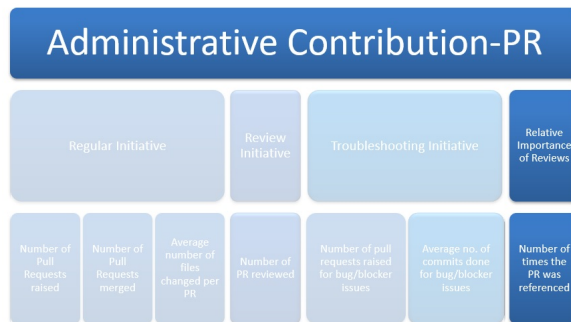 Administrative Contribution-PR
Regular Initiative
Review
Initiative
Troubleshooting Initiative
Relative
Importance
of Reviews
Number of
Pull
Requests
raised
Number of
Pull
Requests
merged
Average
number of
files
changed per
PR
Number of
PR reviewed
Number of pull
requests raised
for bug/blocker
issues
Average no. of
commits done
for bug/blocker
issues
Number of
times the
PR was
referenced